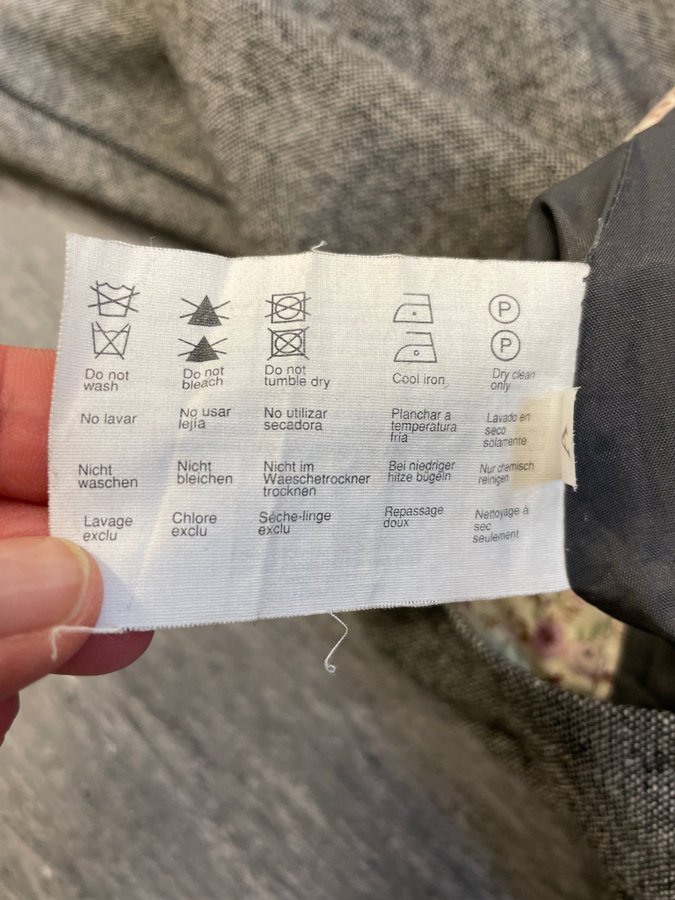 P
P
Do not
wash
Do not
bleach
Do not
tumble dry
Cool iron
Dry clean
only
No lavar
No usar
lejía
No utilizar
secadora
Planchar a
temperatura
fria
Lavado en
seco
solamente
Nicht
waschen
Nicht
bleichen
Nicht im
Waeschetrockner
trocknen
Bei niedriger
hitze bügeln
Nur chemisch
reinigen
Lavage
exclu
Chlore
exclu
Séche-linge
exclu
Repassage
doux
Nettoyage à
sec
seulement